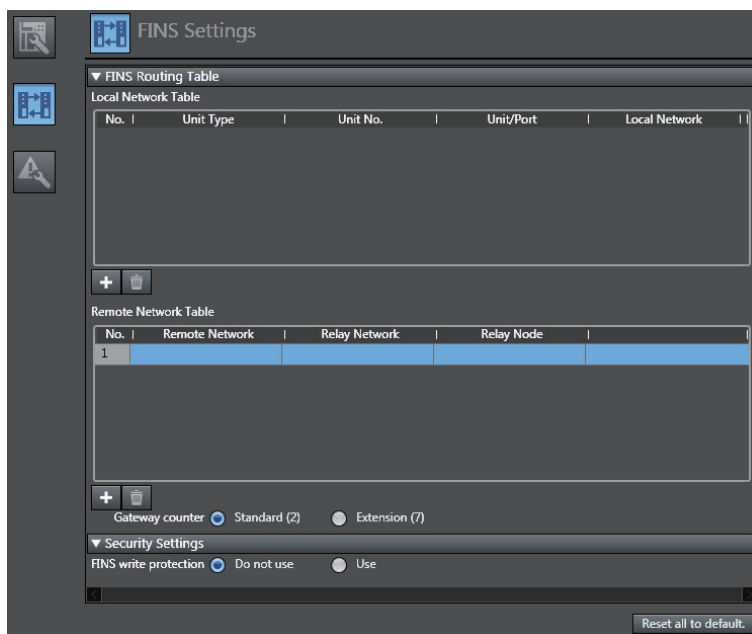 FINS Settings
▼ FINS Routing Table
Local Network Table
No. Unit Type Unit No. Unit/Port Local Network
Remote Network Table
No. Remote Network Relay Network Relay Node
1
Gateway counter Standard (2) Extension (7)
▼ Security Settings
FINS write protection Do not use Use
Reset all to default.